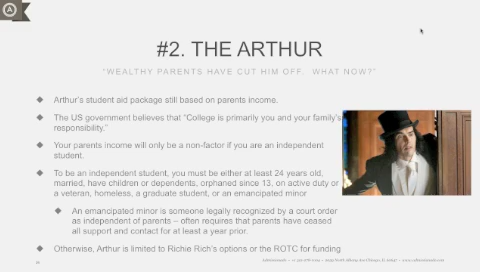 A
#2. THE ARTHUR
"WEALTHY PARENTS HAVE CUT HIM OFF. WHAT NOW?"
Arthur's student aid package still based on parents income.
The US government believes that "College is primarily you and your family's
responsibility."
Your parents income will only be a non-factor if you are an independent
student.
To be an independent student, you must be either at least 24 years old,
married, have children or dependents, orphaned since 13, on active duty or
a veteran, homeless, a graduate student, or an emancipated minor
An emancipated minor is someone legally recognized by a court order
as independent of parents – often requires that parents have ceased
all support and contact for at least a year prior.
Otherwise, Arthur is limited to Richie Rich's options or the ROTC for funding